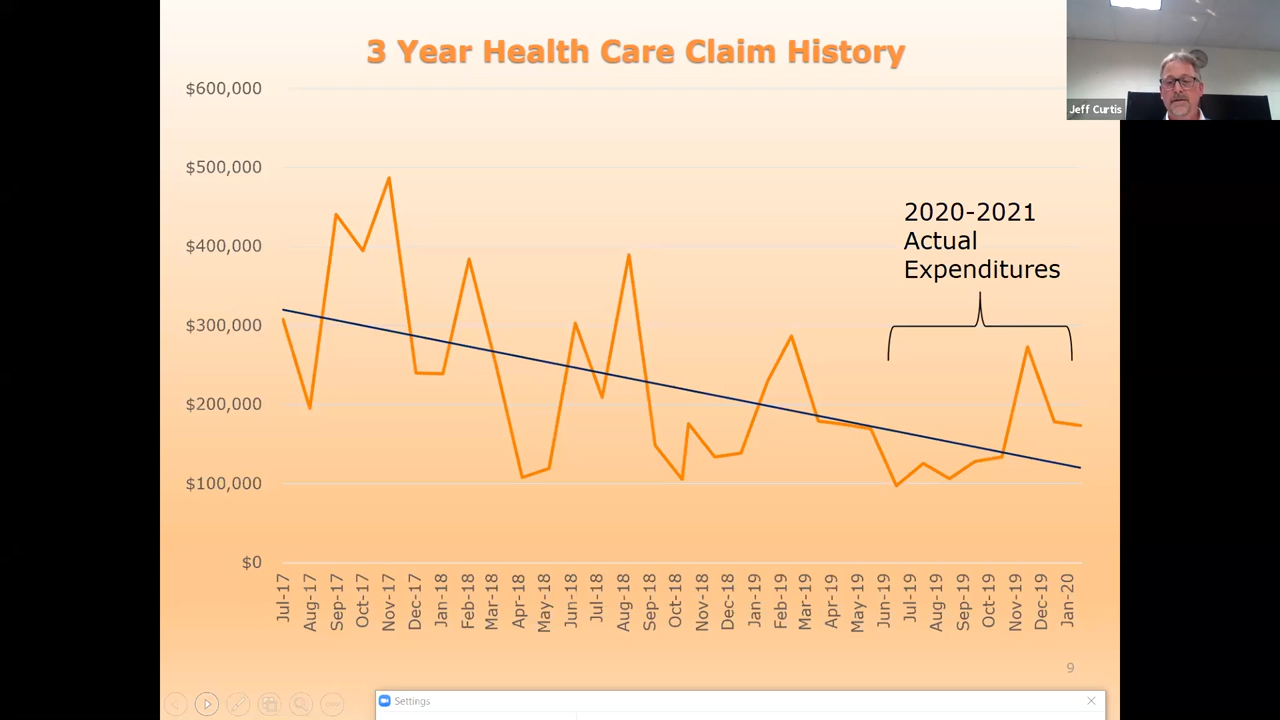 3 Year Health Care Claim History
Jeff Curtis
$600,000
$500,000
$400,000
$300,000
$200,000
$100,000
$0
2020-2021
Actual
Expenditures
Jul-17
Aug-17
Sep-17
Oct-17
Nov-17
Dec-17
Jan-18
Feb-18
Mar-18
Apr-18
May-18
Jun-18
Jul-18
Aug-18
Sep-18
Oct-18
Nov-18
Dec-18
Jan-19
Feb-19
Mar-19
Apr-19
May-19
Jun-19
Jul-19
Aug-19
Sep-19
Oct-19
Nov-19
Dec-19
Jan-20
9
Settings